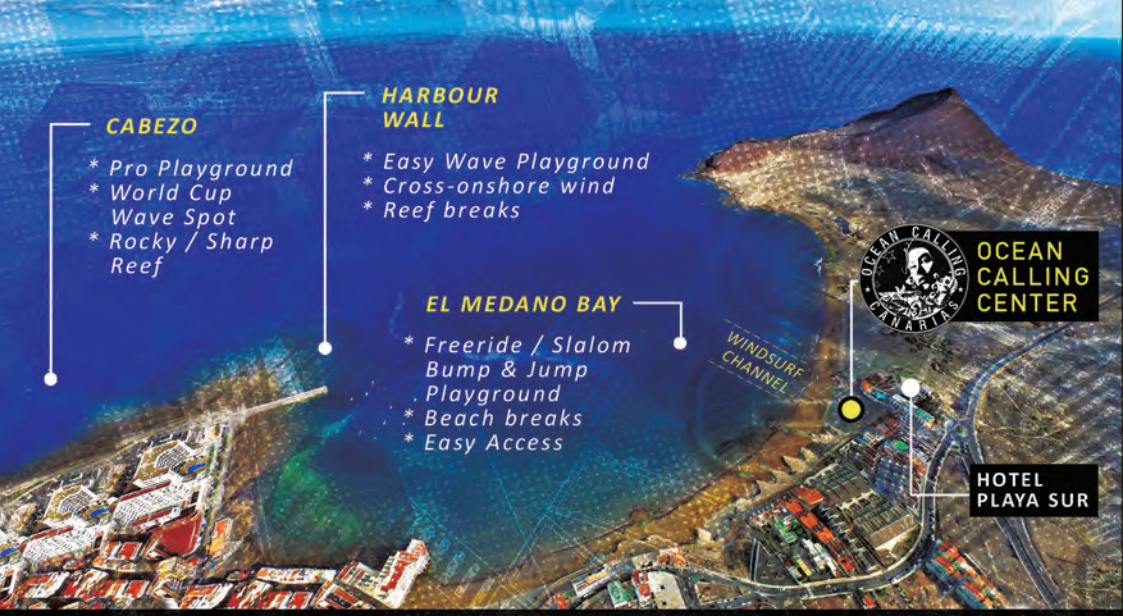 CABEZO
* Pro Playground
* World Cup
Wave Spot
* Rocky / Sharp
Reef
HARBOUR
WALL
* Easy Wave Playground
* Cross-onshore wind
* Reef breaks
EL MEDANO BAY
* Freeride / Slalom
Bump & Jump
Playground
* Beach breaks
* Easy Access
WINDSURF
CHANNEL
OCEAN CALLING
CANARIAS
OCEAN
CALLING
CENTER
HOTEL
PLAYA SUR